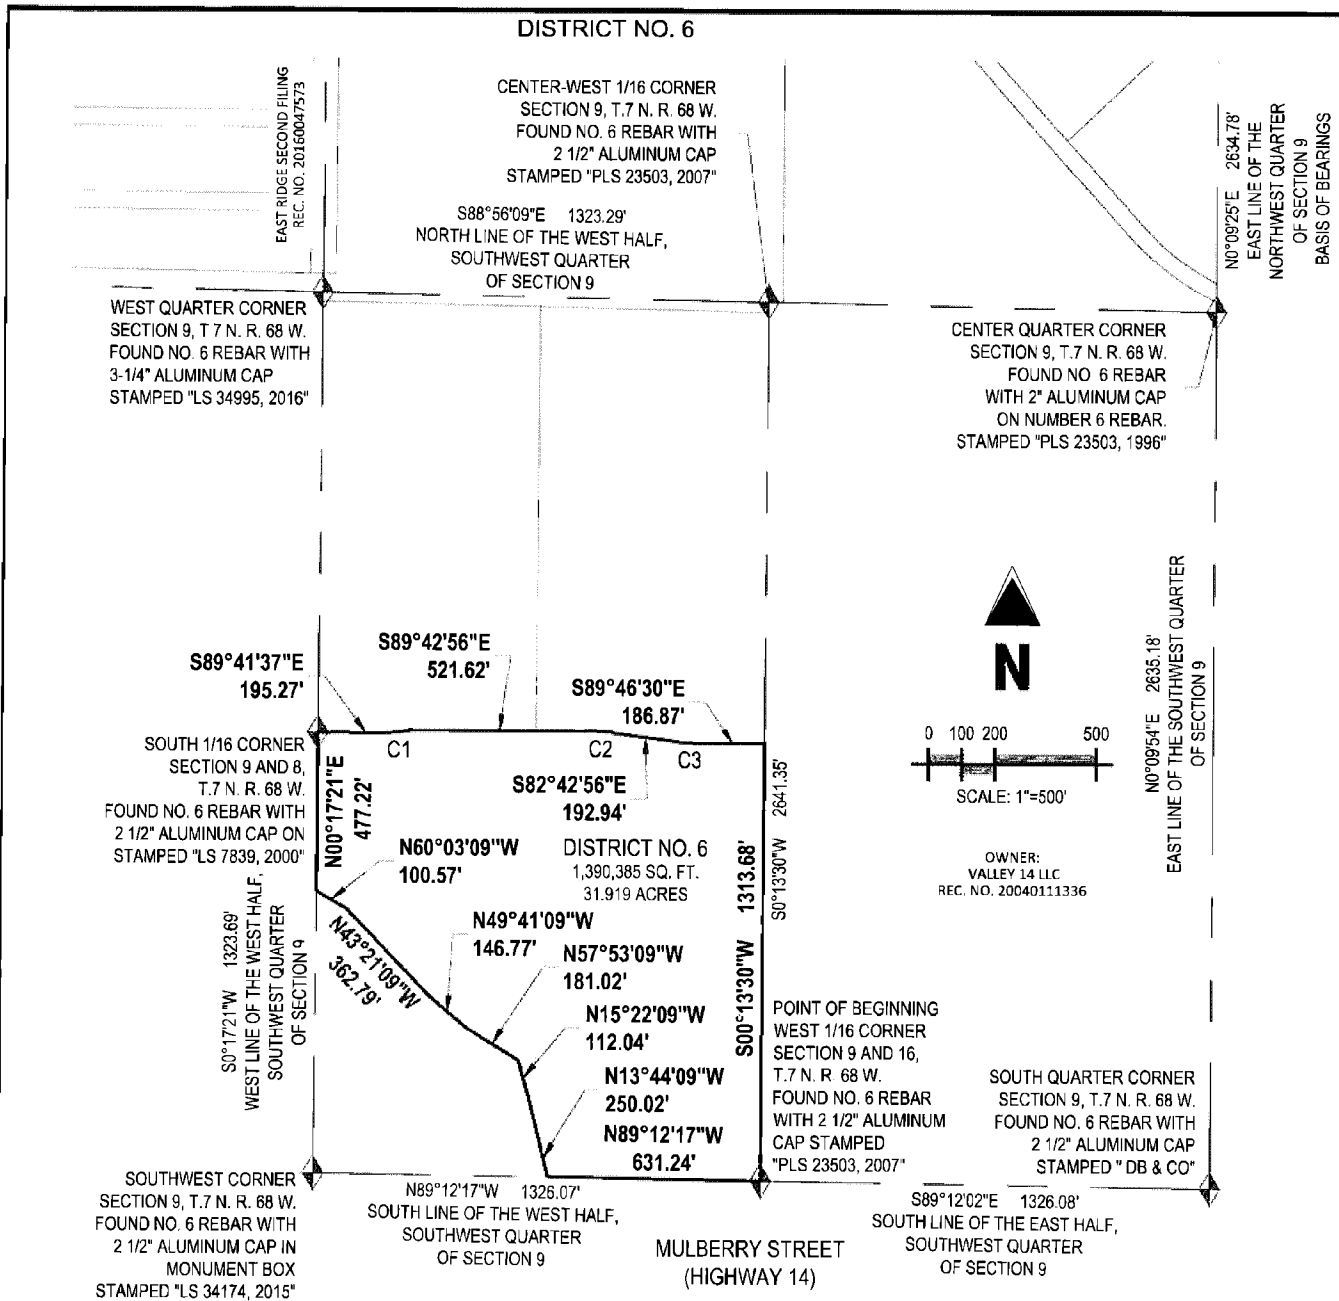 DISTRICT NO. 6
EAST RIDGE SECOND FILING
REC. NO. 20160047573
CENTER-WEST 1/16 CORNER
SECTION 9, T.7 N. R. 68 W.
FOUND NO. 6 REBAR WITH
2 1/2" ALUMINUM CAP
STAMPED "PLS 23503, 2007"
S88°56'09"E 1323.29'
NORTH LINE OF THE WEST HALF,
SOUTHWEST QUARTER
OF SECTION 9
N0°09'25"E 2634.78'
EAST LINE OF THE
NORTHWEST QUARTER
OF SECTION 9
BASIS OF BEARINGS
WEST QUARTER CORNER
SECTION 9, T 7 N. R. 68 W.
FOUND NO. 6 REBAR WITH
3-1/4" ALUMINUM CAP
STAMPED "LS 34995, 2016"
CENTER QUARTER CORNER
SECTION 9, T.7 N. R. 68 W.
FOUND NO 6 REBAR
WITH 2" ALUMINUM CAP
ON NUMBER 6 REBAR.
STAMPED "PLS 23503, 1996"
S89°41'37"E
195.27'
S89°42'56"E
521.62'
S89°46'30"E
186.87'
C1
C2
C3
S82°42'56"E
192.94'
N
0 100 200 500
SCALE: 1"=500'
N0°09'54"E 2635.18'
EAST LINE OF THE SOUTHWEST QUARTER
OF SECTION 9
SOUTH 1/16 CORNER
SECTION 9 AND 8,
T.7 N. R. 68 W.
FOUND NO. 6 REBAR WITH
2 1/2" ALUMINUM CAP ON
STAMPED "LS 7839, 2000"
N00°17'21"E
477.22'
N60°03'09"W
100.57'
DISTRICT NO. 6
1,390,385 SQ. FT.
31.919 ACRES
S00°13'30"W 1313.68'
S0°13'30"W 2641.35'
OWNER:
VALLEY 14 LLC
REC. NO. 20040111336
N43°21'09"W
362.79'
N49°41'09"W
146.77'
N57°53'09"W
181.02'
N15°22'09"W
112.04'
N13°44'09"W
250.02'
N89°12'17"W
631.24'
S0°17'21"W 1323.69'
WEST LINE OF THE WEST HALF,
SOUTHWEST QUARTER
OF SECTION 9
POINT OF BEGINNING
WEST 1/16 CORNER
SECTION 9 AND 16,
T.7 N. R. 68 W.
FOUND NO. 6 REBAR
WITH 2 1/2" ALUMINUM
CAP STAMPED
"PLS 23503, 2007"
SOUTH QUARTER CORNER
SECTION 9, T.7 N. R. 68 W.
FOUND NO. 6 REBAR WITH
2 1/2" ALUMINUM CAP
STAMPED " DB & CO"
SOUTHWEST CORNER
SECTION 9, T.7 N. R. 68 W.
FOUND NO. 6 REBAR WITH
2 1/2" ALUMINUM CAP IN
MONUMENT BOX
STAMPED "LS 34174, 2015"
N89°12'17"W 1326.07'
SOUTH LINE OF THE WEST HALF,
SOUTHWEST QUARTER
OF SECTION 9
S89°12'02"E 1326.08'
SOUTH LINE OF THE EAST HALF,
SOUTHWEST QUARTER
OF SECTION 9
MULBERRY STREET
(HIGHWAY 14)